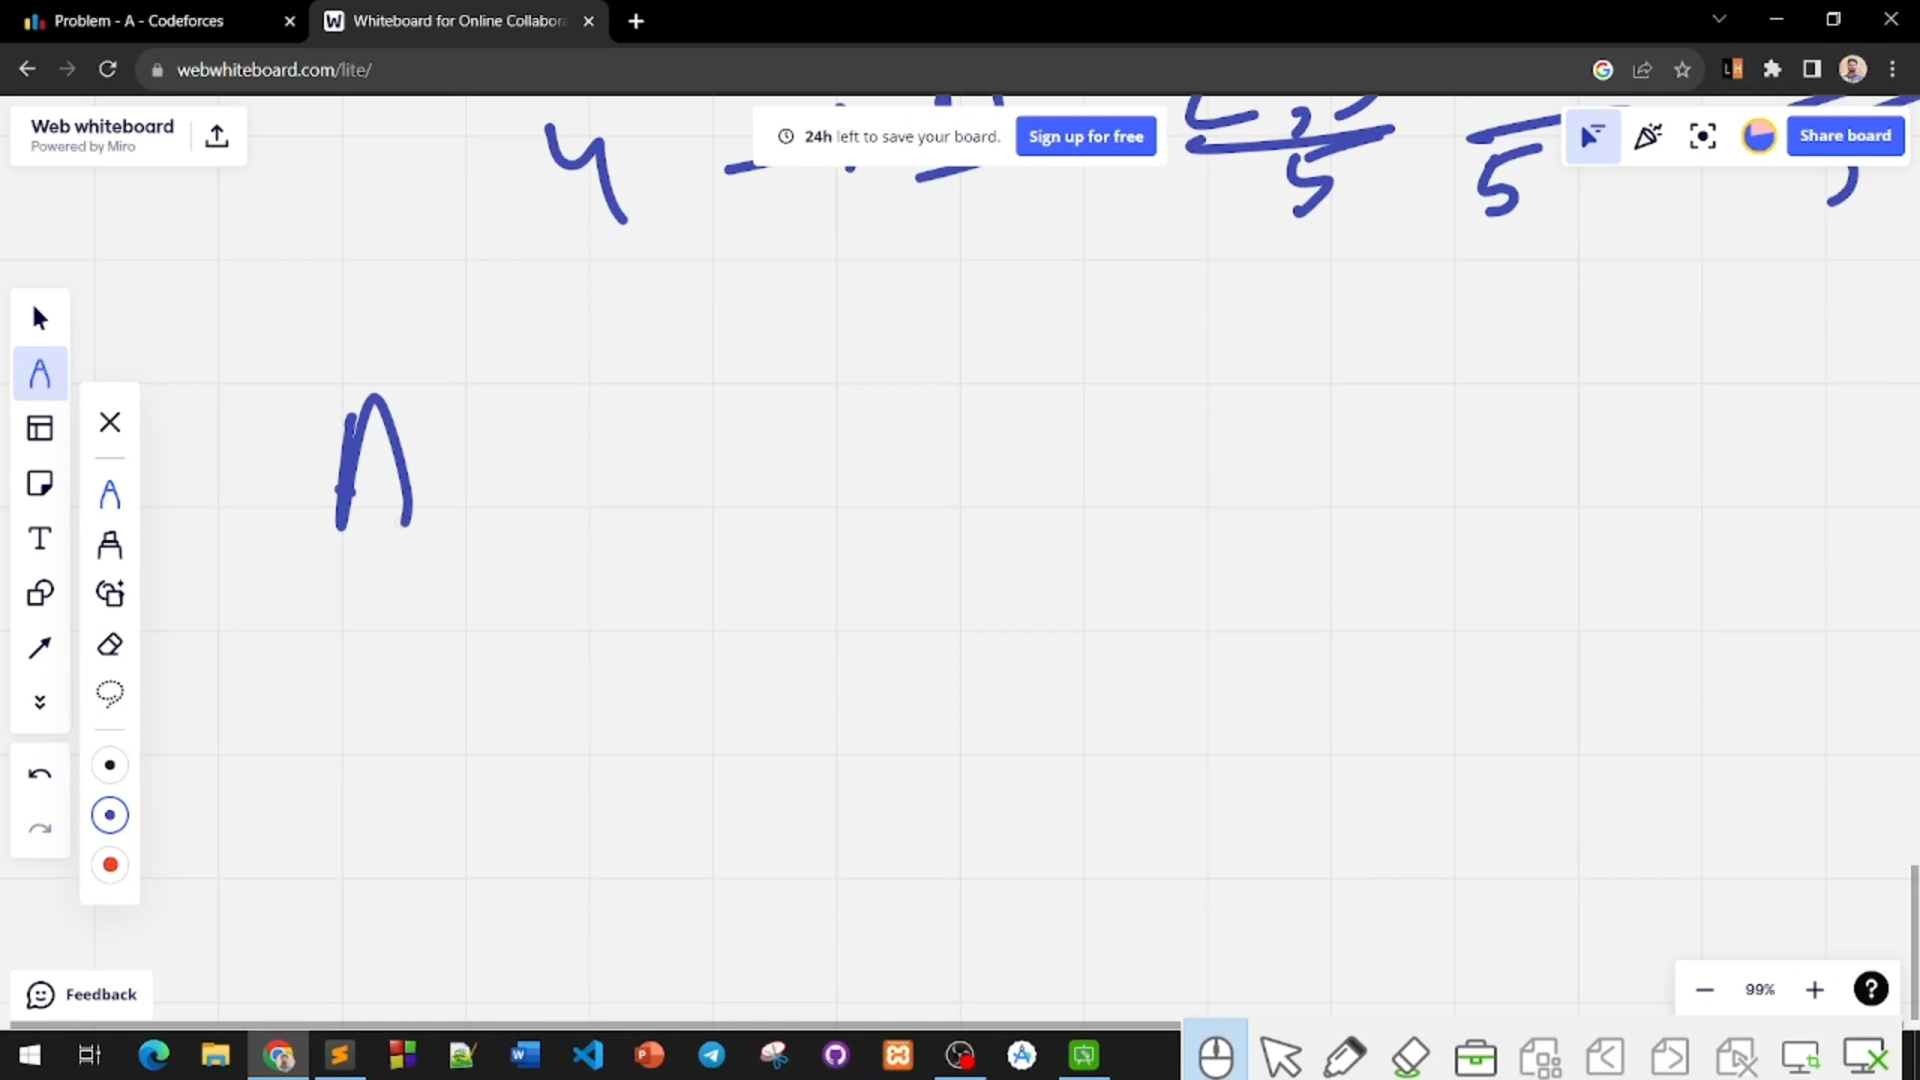 Problem - A - Codeforces
Whiteboard for Online Collabor
webwhiteboard.com/lite/
Web whiteboard
Powered by Miro
24h left to save your board.
Sign up for free
Share board
4
5
5
n
T
Feedback
99%